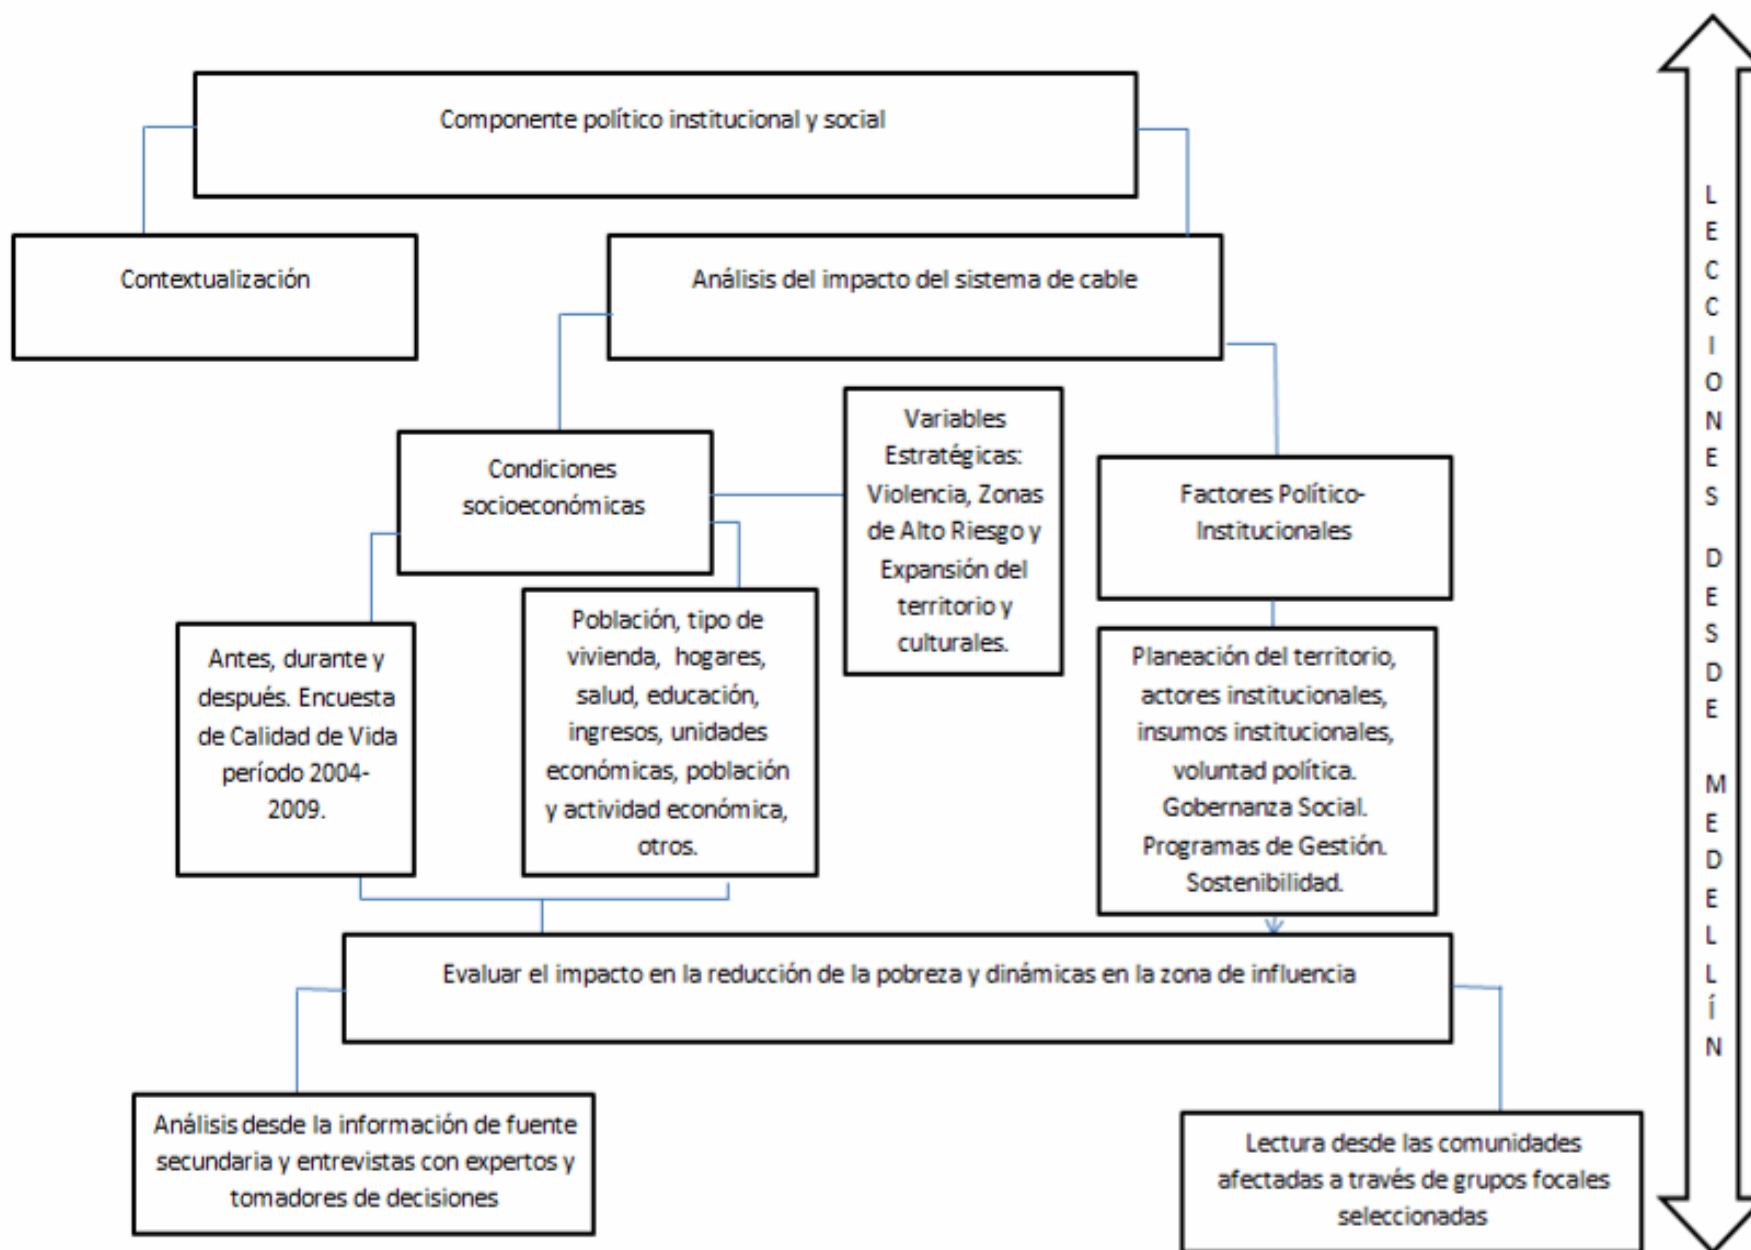 Componente político institucional y social
Contextualización
Análisis del impacto del sistema de cable
Condiciones
socioeconómicas
Variables
Estratégicas:
Violencia, Zonas
de Alto Riesgo y
Expansión del
territorio y
culturales.
Factores Político-
Institucionales
Antes, durante y
después. Encuesta
de Calidad de Vida
período 2004-
2009.
Población, tipo de
vivienda, hogares,
salud, educación,
ingresos, unidades
económicas, población
y actividad económica,
otros.
Planeación del territorio,
actores institucionales,
insumos institucionales,
voluntad política.
Gobernanza Social.
Programas de Gestión.
Sostenibilidad.
Evaluar el impacto en la reducción de la pobreza y dinámicas en la zona de influencia
Análisis desde la información de fuente
secundaria y entrevistas con expertos y
tomadores de decisiones
Lectura desde las comunidades
afectadas a través de grupos focales
seleccionadas
LECCIONES DESDE MEDELLÍN